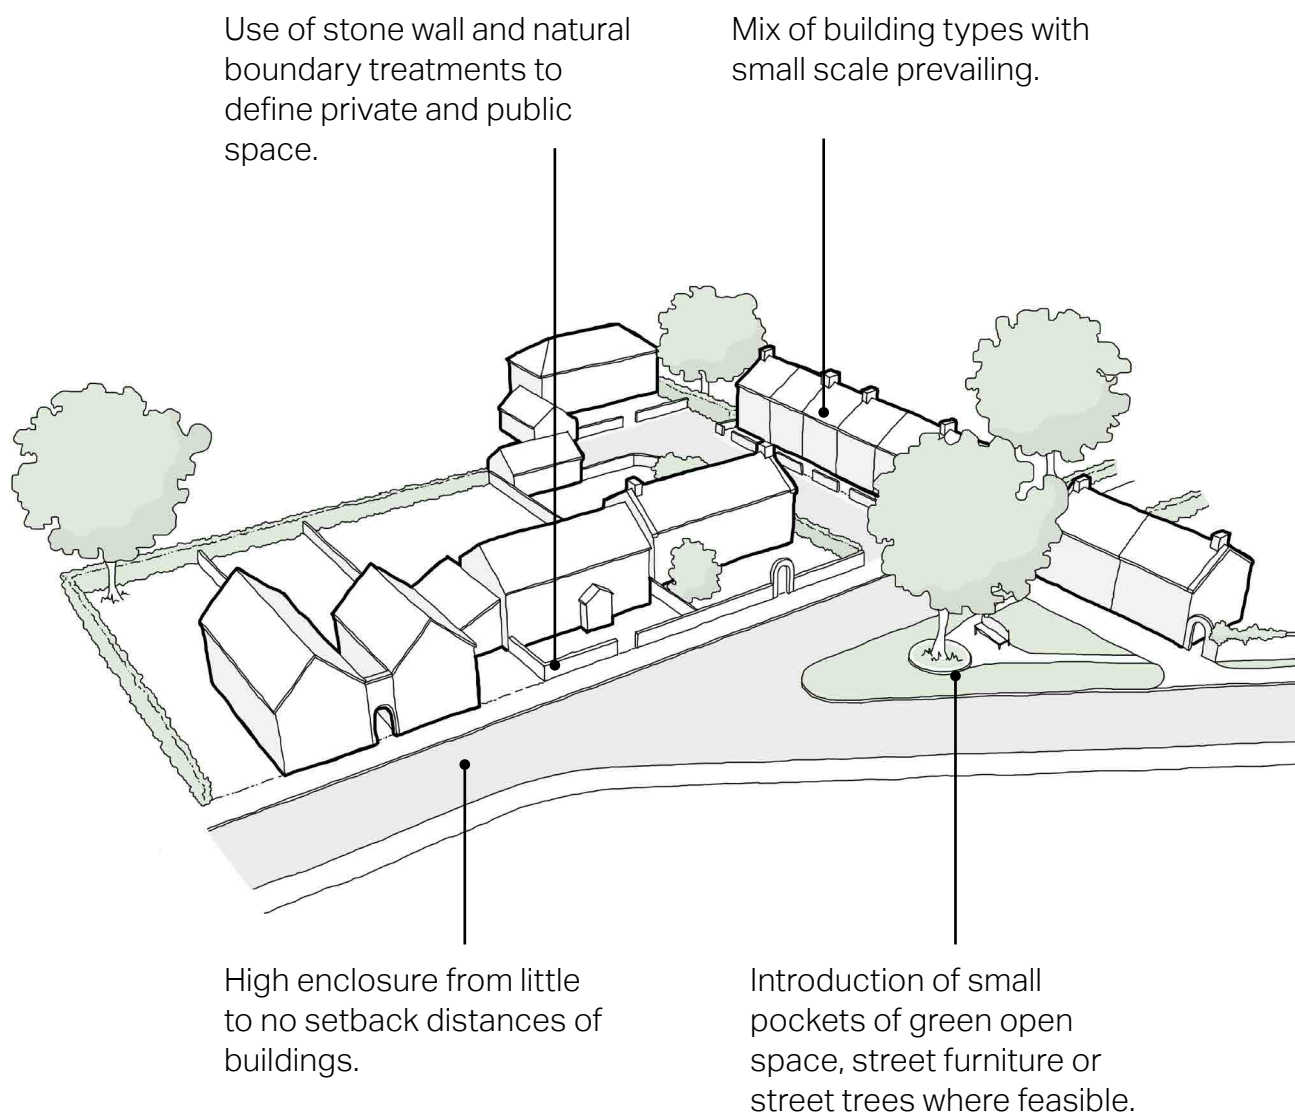 Use of stone wall and natural
boundary treatments to
define private and public
space.
Mix of building types with
small scale prevailing.
High enclosure from little
to no setback distances of
buildings.
Introduction of small
pockets of green open
space, street furniture or
street trees where feasible.